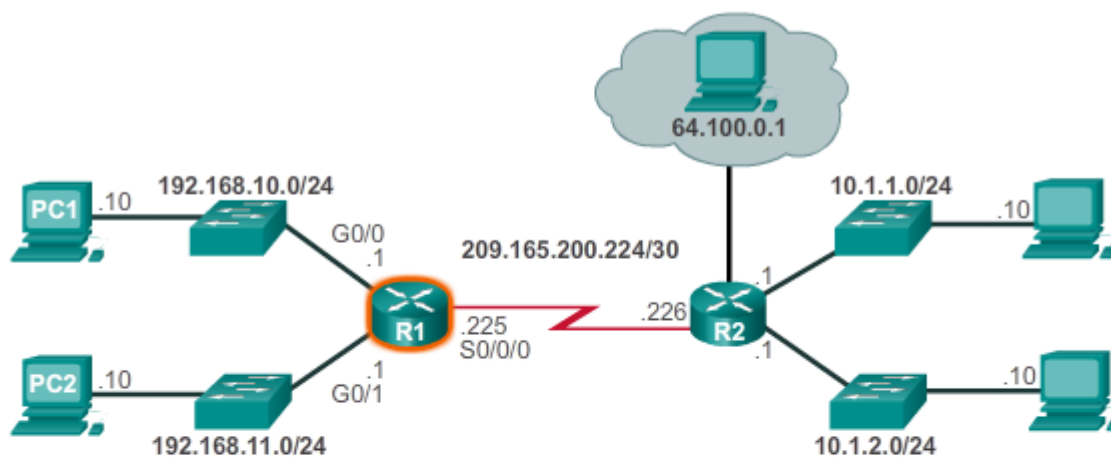 64.100.0.1
192.168.10.0/24
10.1.1.0/24
PC1
.10
.10
G0/0
.1
209.165.200.224/30
.1
R1
.225
S0/0/0
.226
R2
.1
.1
G0/1
PC2
.10
.10
192.168.11.0/24
10.1.2.0/24